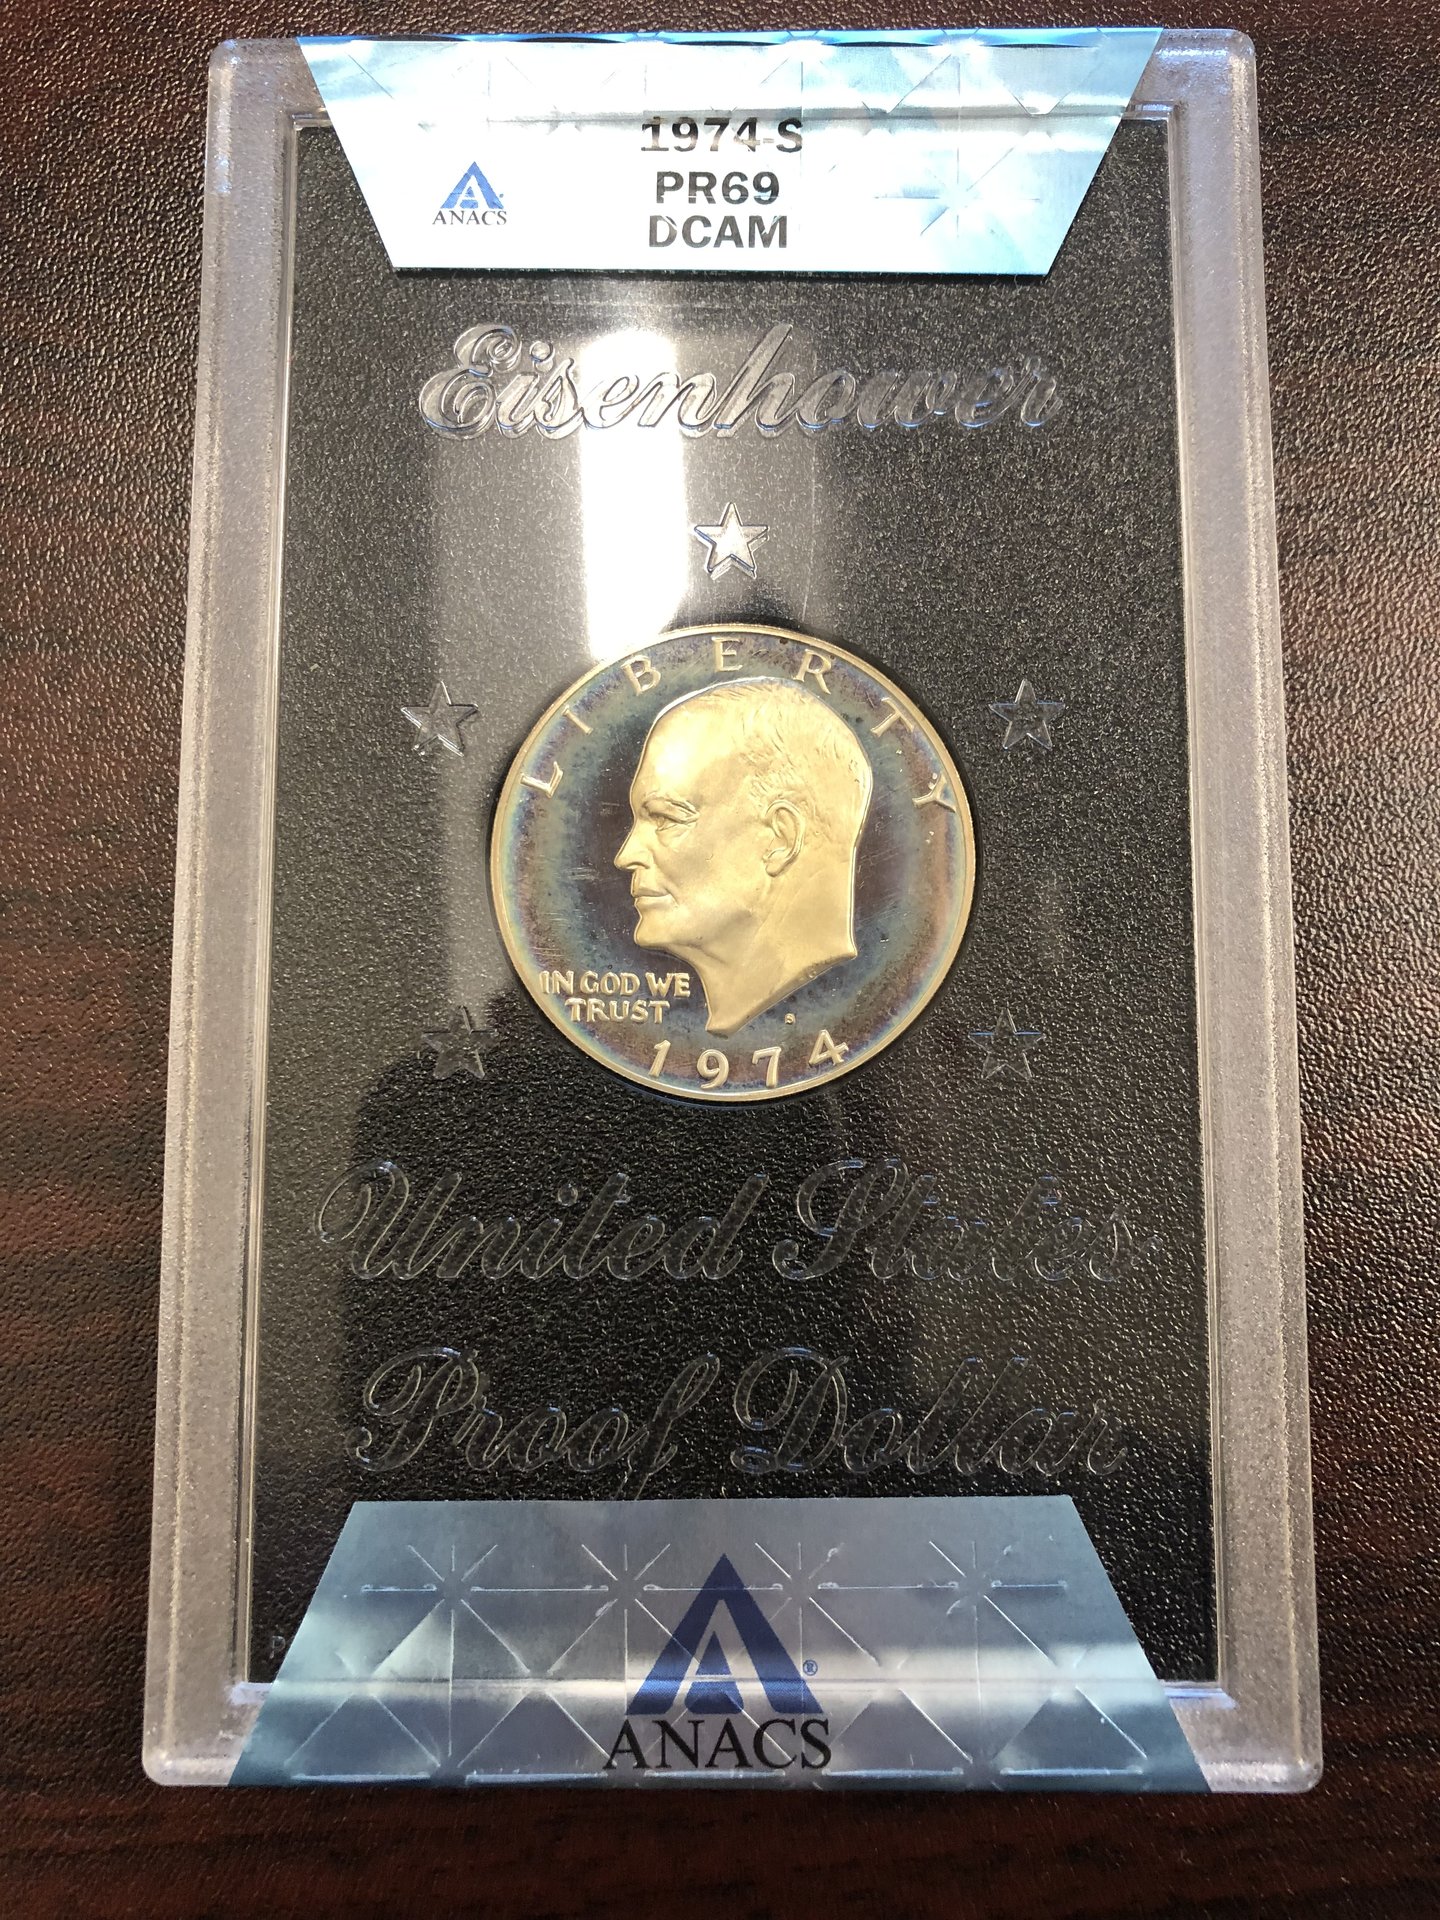 1974-S
PR69
DCAM
ANACS
Eisenhower
LIBERTY
IN GOD WE
TRUST
S
1974
United States
Proof Dollar
ANACS®